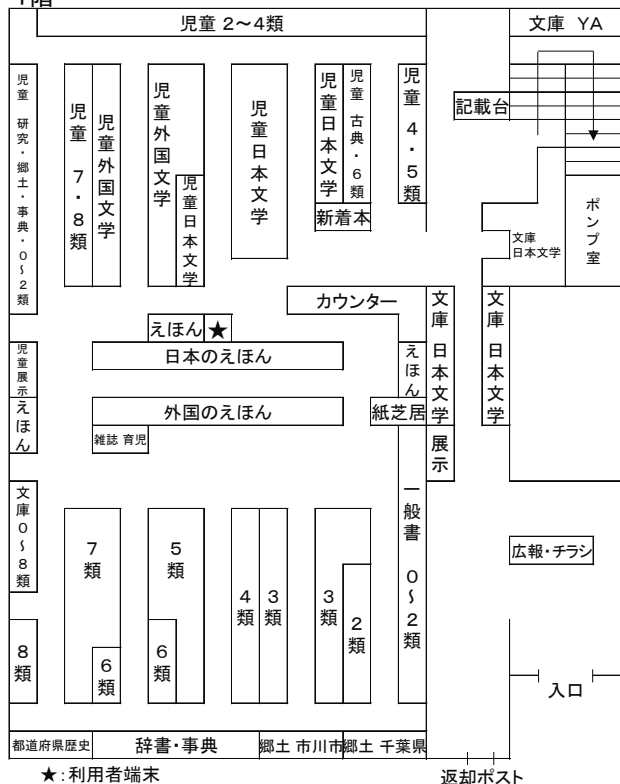 1階
児童 2～4類
文庫 YA
児童 研究・郷土・事典・0～2類
児童 7・8類
児童外国文学
児童外国文学
児童日本文学
児童日本文学
児童日本文学
児童 古典・6類
新着本
児童 4・5類
記載台
文庫
日本文学
ポンプ室
カウンター
えほん
★
日本のえほん
児童展示
えほん
外国のえほん
雑誌 育児
えほん
紙芝居
文庫 日本文学
展示
文庫 日本文学
文庫0～8類
8類
7類
6類
5類
6類
4類
3類
3類
2類
一般書 0～2類
広報・チラシ
入口
都道府県歴史
辞書・事典
郷土 市川市
郷土 千葉県
★：利用者端末
返却ポスト